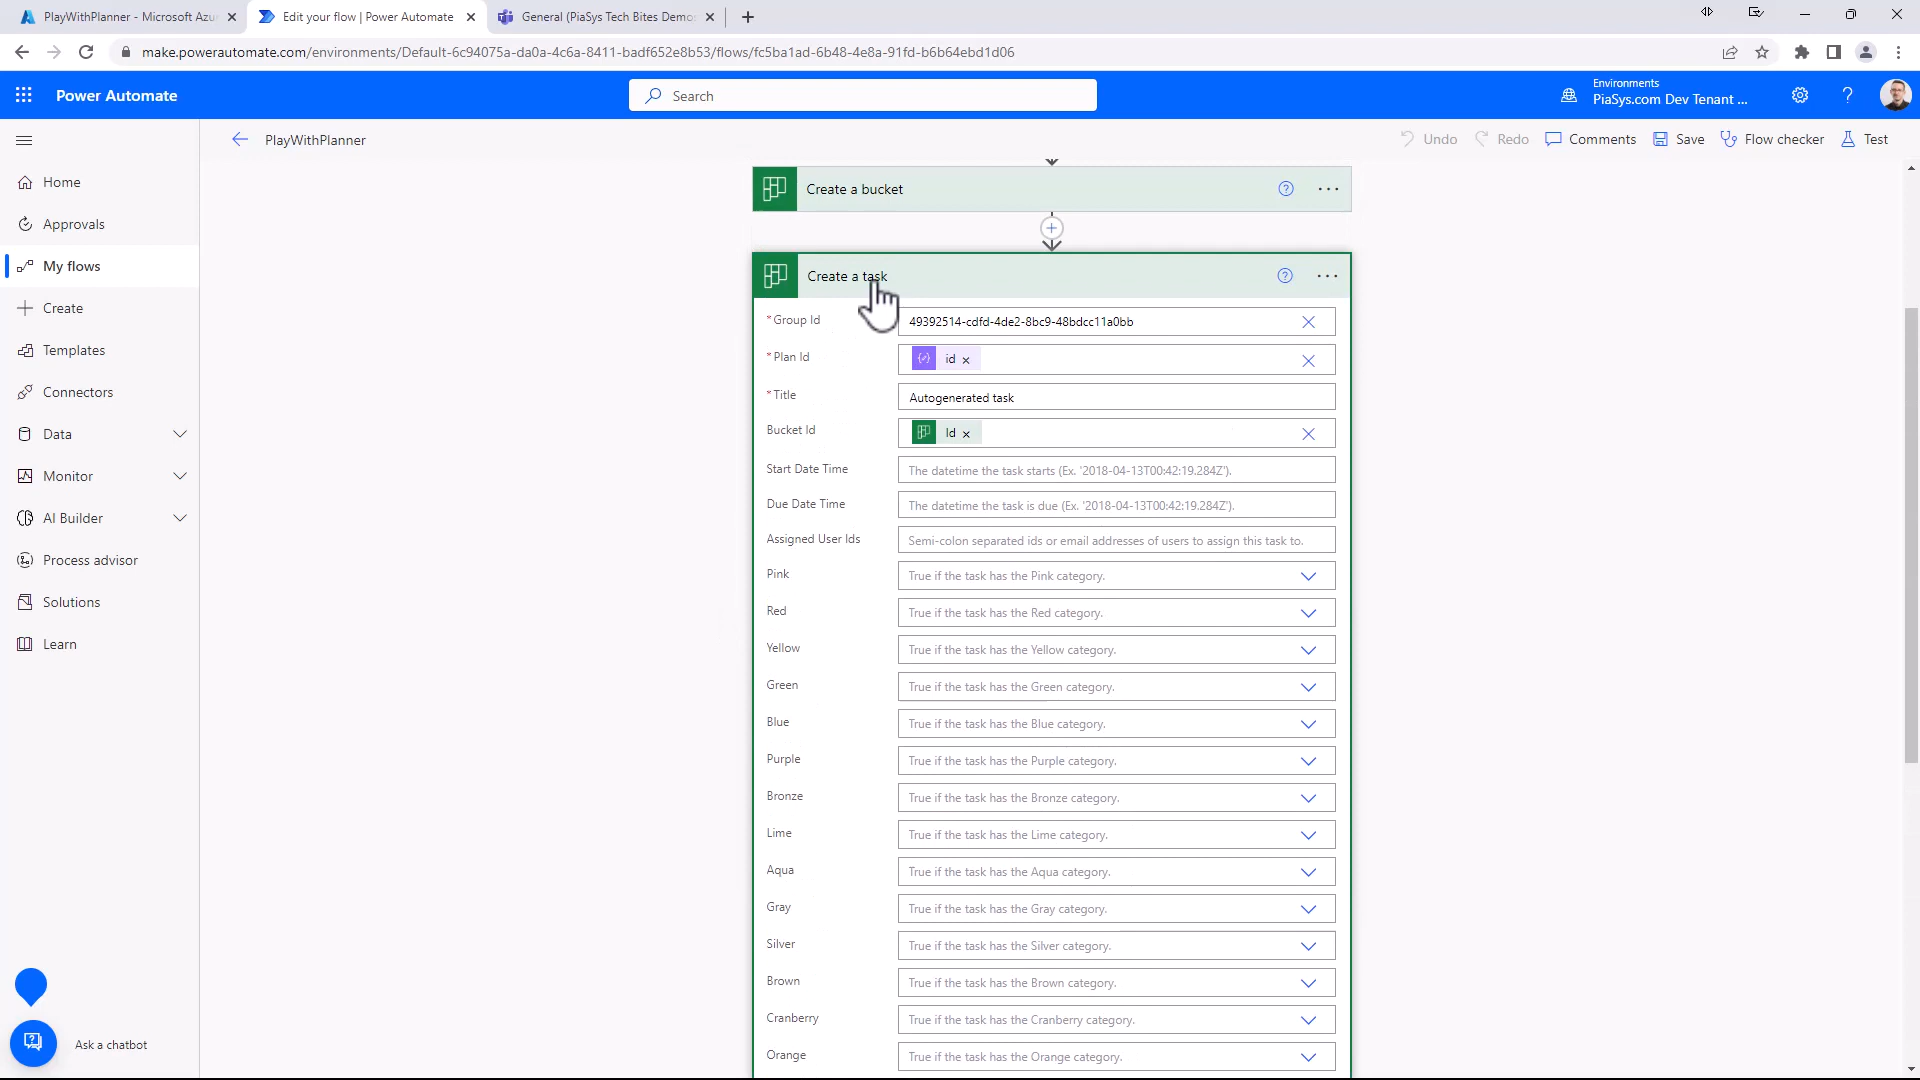 PlayWithPlanner - Microsoft Azu
Edit your flow | Power Automate
General (PiaSys Tech Bites Demo
make.powerautomate.com/environments/Default-6c94075a-da0a-4c6a-8411-badf652e8b53/flows/fc5ba1ad-6b48-4e8a-91fd-b6b64ebd1d06
Power Automate
Search
Environments
PiaSys.com Dev Tenant ...
PlayWithPlanner
Undo
Redo
Comments
Save
Flow checker
Test
Home
Approvals
My flows
Create
Templates
Connectors
Data
Monitor
AI Builder
Process advisor
Solutions
Learn
Ask a chatbot
Create a bucket
Create a task
*Group Id
49392514-cdfd-4de2-8bc9-48bdcc11a0bb
*Plan Id
id
*Title
Autogenerated task
Bucket Id
Id
Start Date Time
The datetime the task starts (Ex. '2018-04-13T00:42:19.284Z').
Due Date Time
The datetime the task is due (Ex. '2018-04-13T00:42:19.284Z').
Assigned User Ids
Semi-colon separated ids or email addresses of users to assign this task to.
Pink
True if the task has the Pink category.
Red
True if the task has the Red category.
Yellow
True if the task has the Yellow category.
Green
True if the task has the Green category.
Blue
True if the task has the Blue category.
Purple
True if the task has the Purple category.
Bronze
True if the task has the Bronze category.
Lime
True if the task has the Lime category.
Aqua
True if the task has the Aqua category.
Gray
True if the task has the Gray category.
Silver
True if the task has the Silver category.
Brown
True if the task has the Brown category.
Cranberry
True if the task has the Cranberry category.
Orange
True if the task has the Orange category.